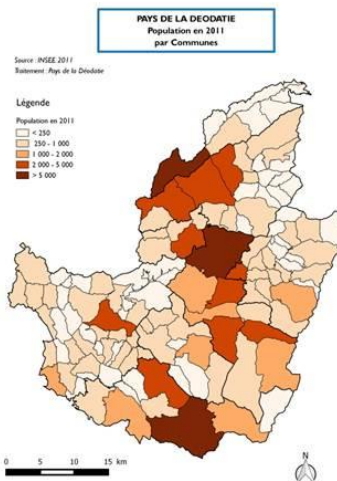 PAYS DE LA DEODATIE
Population en 2011
par Communes
Source : INSEE 2011
Traitement : Pays de la Déodatie
Légende
Population en 2011
< 250
250 - 1 000
1 000 - 2 000
2 000 - 5 000
> 5 000
N
0 5 10 15 km